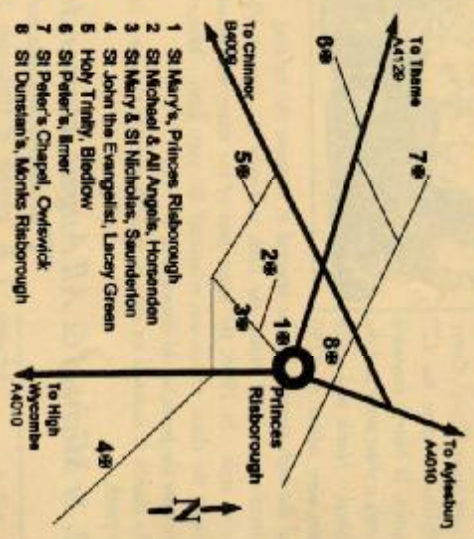 To Thame
A4129
To Chinnor
B4009
To Aylesbury
A4010
6
7
5
2
3
1
8
Princes
Risborough
4
To High
Wycombe
A4010
N
1 St Mary's, Princes Risborough
2 St Michael & All Angels, Horsenden
3 St Mary & St Nicholas, Saunderton
4 St John the Evangelist, Lacey Green
5 Holy Trinity, Bledlow
6 St Peter's, Ilmer
7 St Peter's Chapel, Owlswick
8 St Dunstan's, Monks Risborough